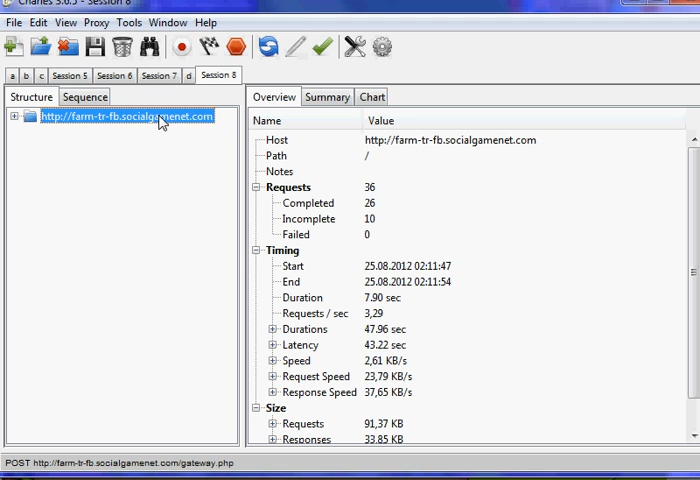 Charles 3.6.5 - Session 8
File Edit View Proxy Tools Window Help
a b c Session 5 Session 6 Session 7 d Session 8
Structure Sequence
http://farm-tr-fb.socialgamenet.com
Overview Summary Chart
Name Value
Host http://farm-tr-fb.socialgamenet.com
Path /
Notes
Requests 36
Completed 26
Incomplete 10
Failed 0
Timing
Start 25.08.2012 02:11:47
End 25.08.2012 02:11:54
Duration 7.90 sec
Requests / sec 3,29
Durations 47.96 sec
Latency 43.22 sec
Speed 2,61 KB/s
Request Speed 23,79 KB/s
Response Speed 37,65 KB/s
Size
Requests 91,37 KB
Responses 33.85 KB
POST http://farm-tr-fb.socialgamenet.com/gateway.php